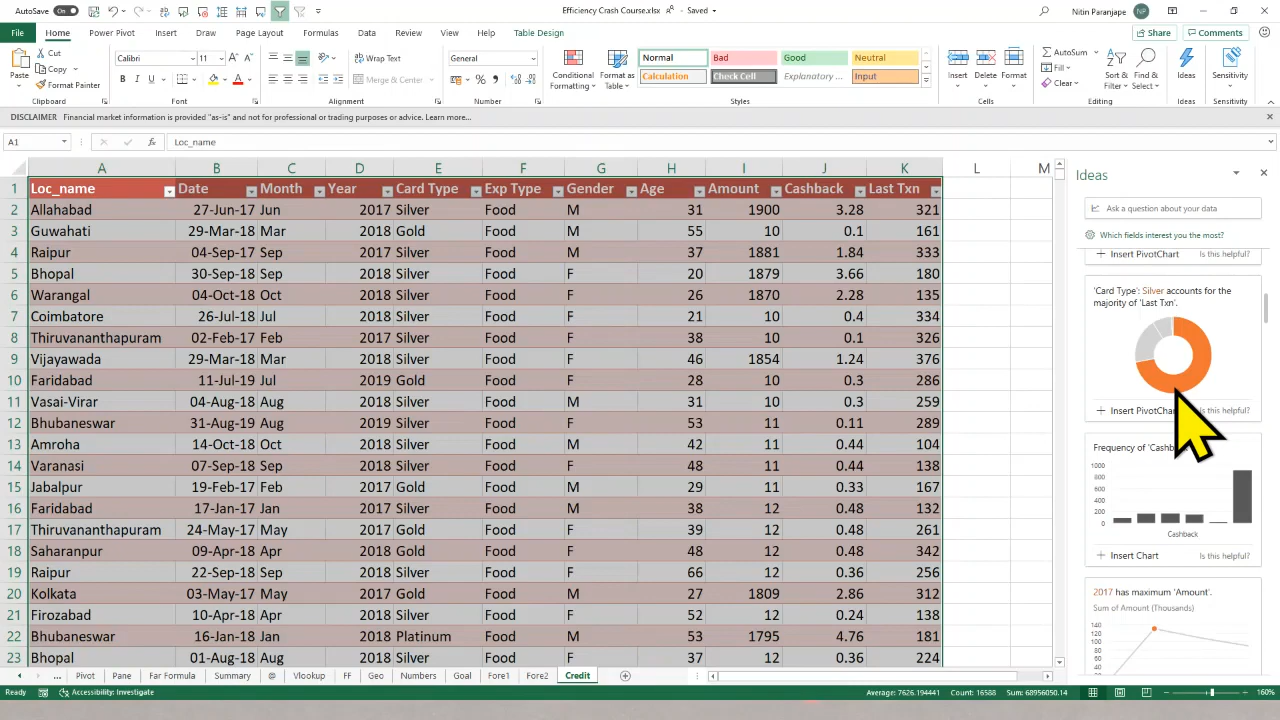 AutoSave On Efficiency Crash Course.xlsx - Saved Nitin Paranjape NP
File Home Power Pivot Insert Draw Page Layout Formulas Data Review View Help Table Design Share Comments
Paste Cut Copy Format Painter Clipboard
Calibri 11 B I U Font
Wrap Text Merge & Center Alignment
General Number
Conditional Formatting Format as Table Normal Bad Good Neutral Calculation Check Cell Explanatory ... Input Styles
Insert Delete Format Cells
AutoSum Fill Clear Sort & Filter Find & Select Editing
Ideas Ideas
Sensitivity Sensitivity
DISCLAIMER Financial market information is provided "as-is" and not for professional or trading purposes or advice. Learn more...
A1 fx Loc_name
A B C D E F G H I J K L M
1 Loc_name Date Month Year Card Type Exp Type Gender Age Amount Cashback Last Txn
2 Allahabad 27-Jun-17 Jun 2017 Silver Food M 31 1900 3.28 321
3 Guwahati 29-Mar-18 Mar 2018 Gold Food M 55 10 0.1 161
4 Raipur 04-Sep-17 Sep 2017 Silver Food M 37 1881 1.84 333
5 Bhopal 30-Sep-18 Sep 2018 Silver Food F 20 1879 3.66 180
6 Warangal 04-Oct-18 Oct 2018 Silver Food F 26 1870 2.28 135
7 Coimbatore 26-Jul-18 Jul 2018 Silver Food F 21 10 0.4 334
8 Thiruvananthapuram 02-Feb-17 Feb 2017 Silver Food F 38 10 0.1 326
9 Vijayawada 29-Mar-18 Mar 2018 Silver Food F 46 1854 1.24 376
10 Faridabad 11-Jul-19 Jul 2019 Gold Food F 28 10 0.3 286
11 Vasai-Virar 04-Aug-18 Aug 2018 Silver Food F 41 10 0.3 259
12 Bhubaneswar 31-Aug-19 Aug 2019 Silver Food F 53 11 0.11 289
13 Amroha 14-Oct-18 Oct 2018 Silver Food M 42 11 0.44 104
14 Varanasi 07-Sep-18 Sep 2018 Silver Food F 48 11 0.44 138
15 Jabalpur 19-Feb-17 Feb 2017 Gold Food M 29 11 0.33 167
16 Faridabad 17-Jan-17 Jan 2017 Silver Food M 38 12 0.48 132
17 Thiruvananthapuram 24-May-17 May 2017 Gold Food F 39 12 0.48 261
18 Saharanpur 09-Apr-18 Apr 2018 Gold Food F 48 12 0.48 342
19 Raipur 22-Sep-18 Sep 2018 Silver Food F 66 12 0.36 256
20 Kolkata 03-May-17 May 2017 Gold Food M 27 1809 2.86 312
21 Firozabad 10-Apr-18 Apr 2018 Silver Food F 52 12 0.24 138
22 Bhubaneswar 16-Jan-18 Jan 2018 Platinum Food M 53 1795 4.76 181
23 Bhopal 01-Aug-18 Aug 2018 Silver Food F 37 12 0.36 224
Ideas
Ask a question about your data
Which fields interest you the most?
+ Insert PivotChart Is this helpful?
'Card Type': Silver accounts for the
majority of 'Last Txn'.
+ Insert PivotChart Is this helpful?
Frequency of
1000
800
600
400
200
0
Cashback
+ Insert Chart Is this helpful?
2017 has maximum 'Amount'.
Sum of Amount (Thousands)
140
120
100
80
60
40
... Pivot Pane Far Formula Summary @ Vlookup FF Geo Numbers Goal Fore1 Fore2 Credit
Ready Accessibility: Investigate Average: 7626.194441 Count: 16588 Sum: 68956050.14 160%